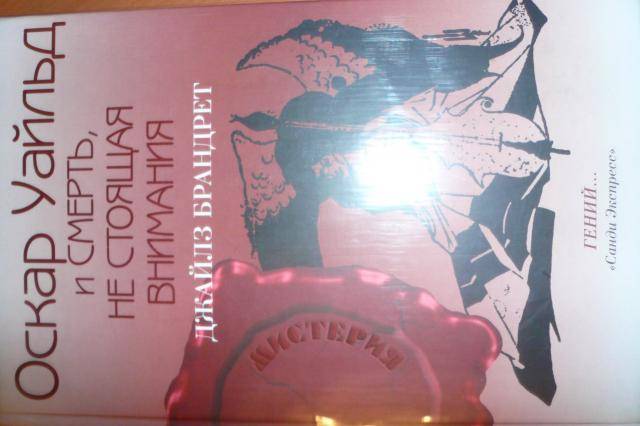 Оскар Уайльд
и смерть,
не стоящая
внимания
ДЖАЙЛЗ БРАНДРЕТ
МИСТЕРИЯ
ГЕНИЙ...
«Санди Экспресс»